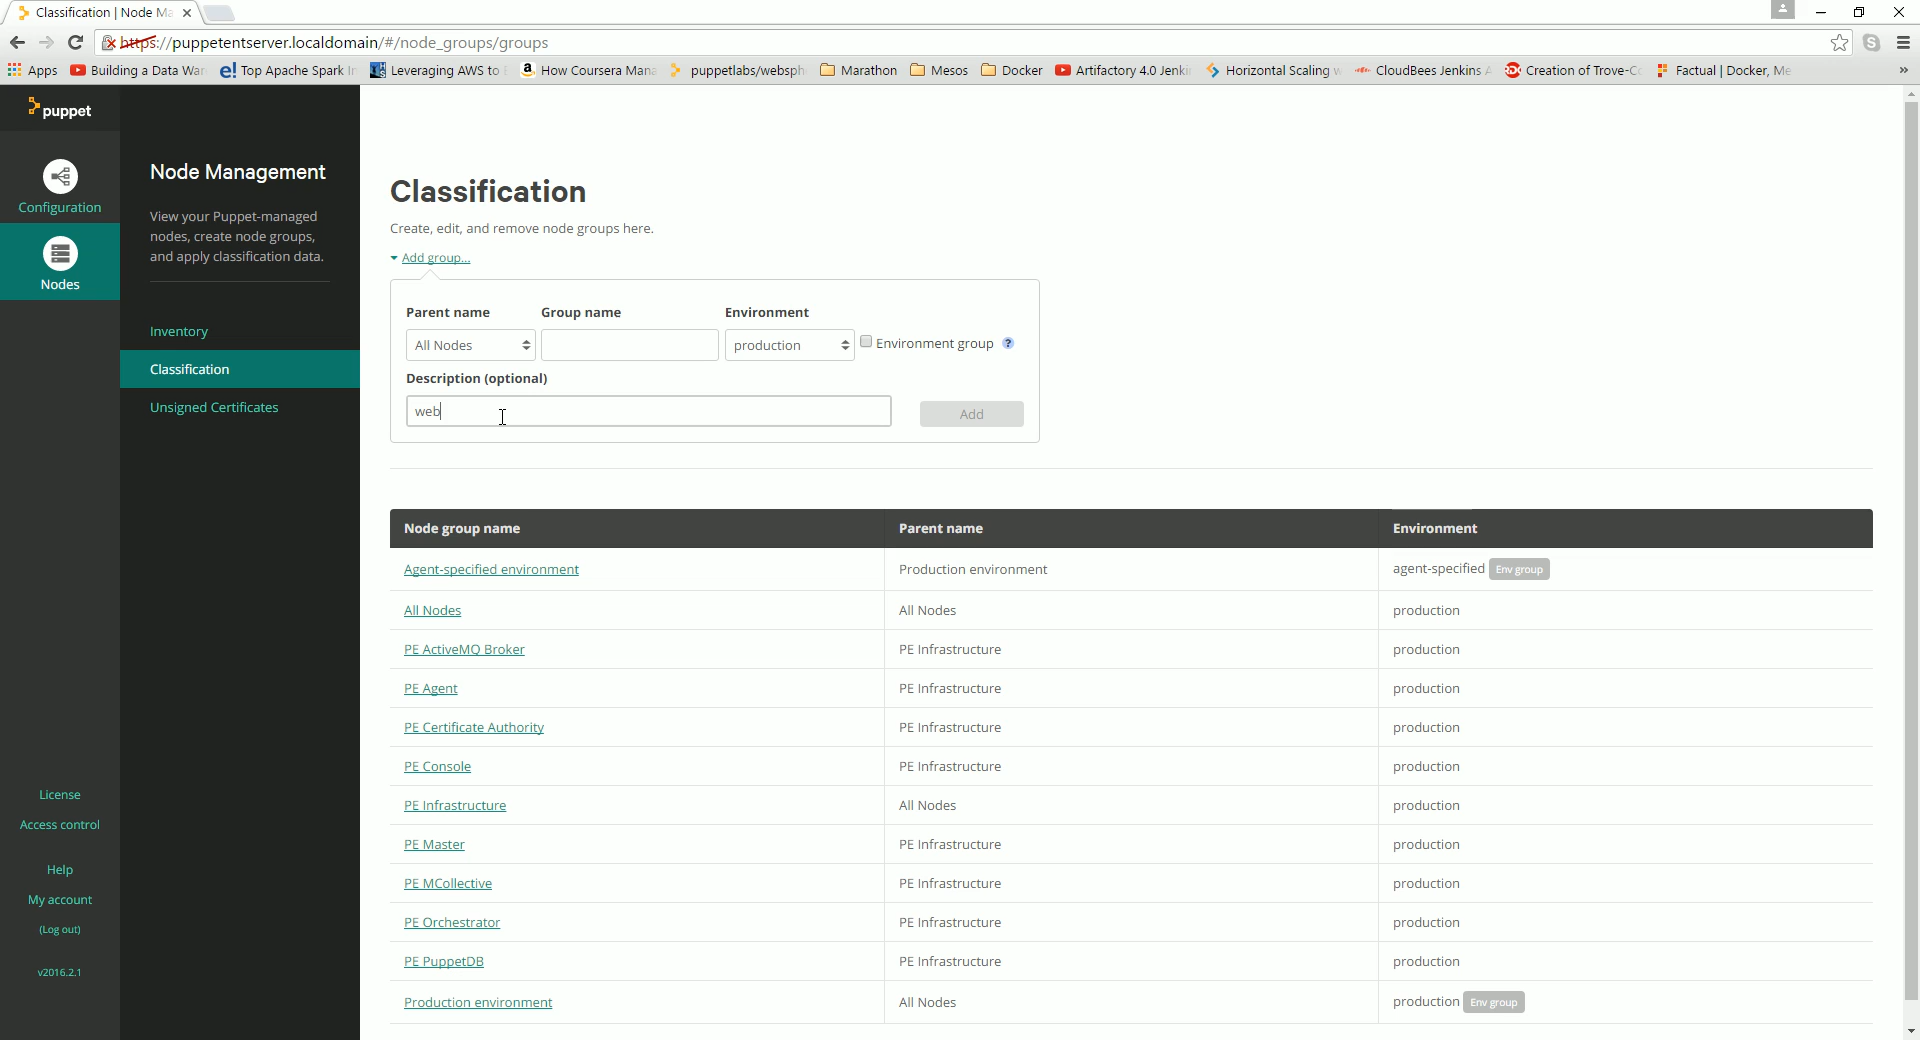 Classification | Node Ma
https://puppetentserver.localdomain/#/node_groups/groups
Apps
Building a Data War
Top Apache Spark In
Leveraging AWS to
How Coursera Mana
puppetlabs/websph
Marathon
Mesos
Docker
Artifactory 4.0 Jenki
Horizontal Scaling w
CloudBees Jenkins
Creation of Trove-Co
Factual | Docker, Me
»
puppet
Configuration
Nodes
License
Access control
Help
My account
(Log out)
v2016.2.1
Node Management
View your Puppet-managed
nodes, create node groups,
and apply classification data.
Inventory
Classification
Unsigned Certificates
Classification
Create, edit, and remove node groups here.
Add group...
Parent name Group name Environment
All Nodes production Environment group ?
Description (optional)
web Add
Node group name Parent name Environment
Agent-specified environment Production environment agent-specified Env group
All Nodes All Nodes production
PE ActiveMQ Broker PE Infrastructure production
PE Agent PE Infrastructure production
PE Certificate Authority PE Infrastructure production
PE Console PE Infrastructure production
PE Infrastructure All Nodes production
PE Master PE Infrastructure production
PE MCollective PE Infrastructure production
PE Orchestrator PE Infrastructure production
PE PuppetDB PE Infrastructure production
Production environment All Nodes production Env group